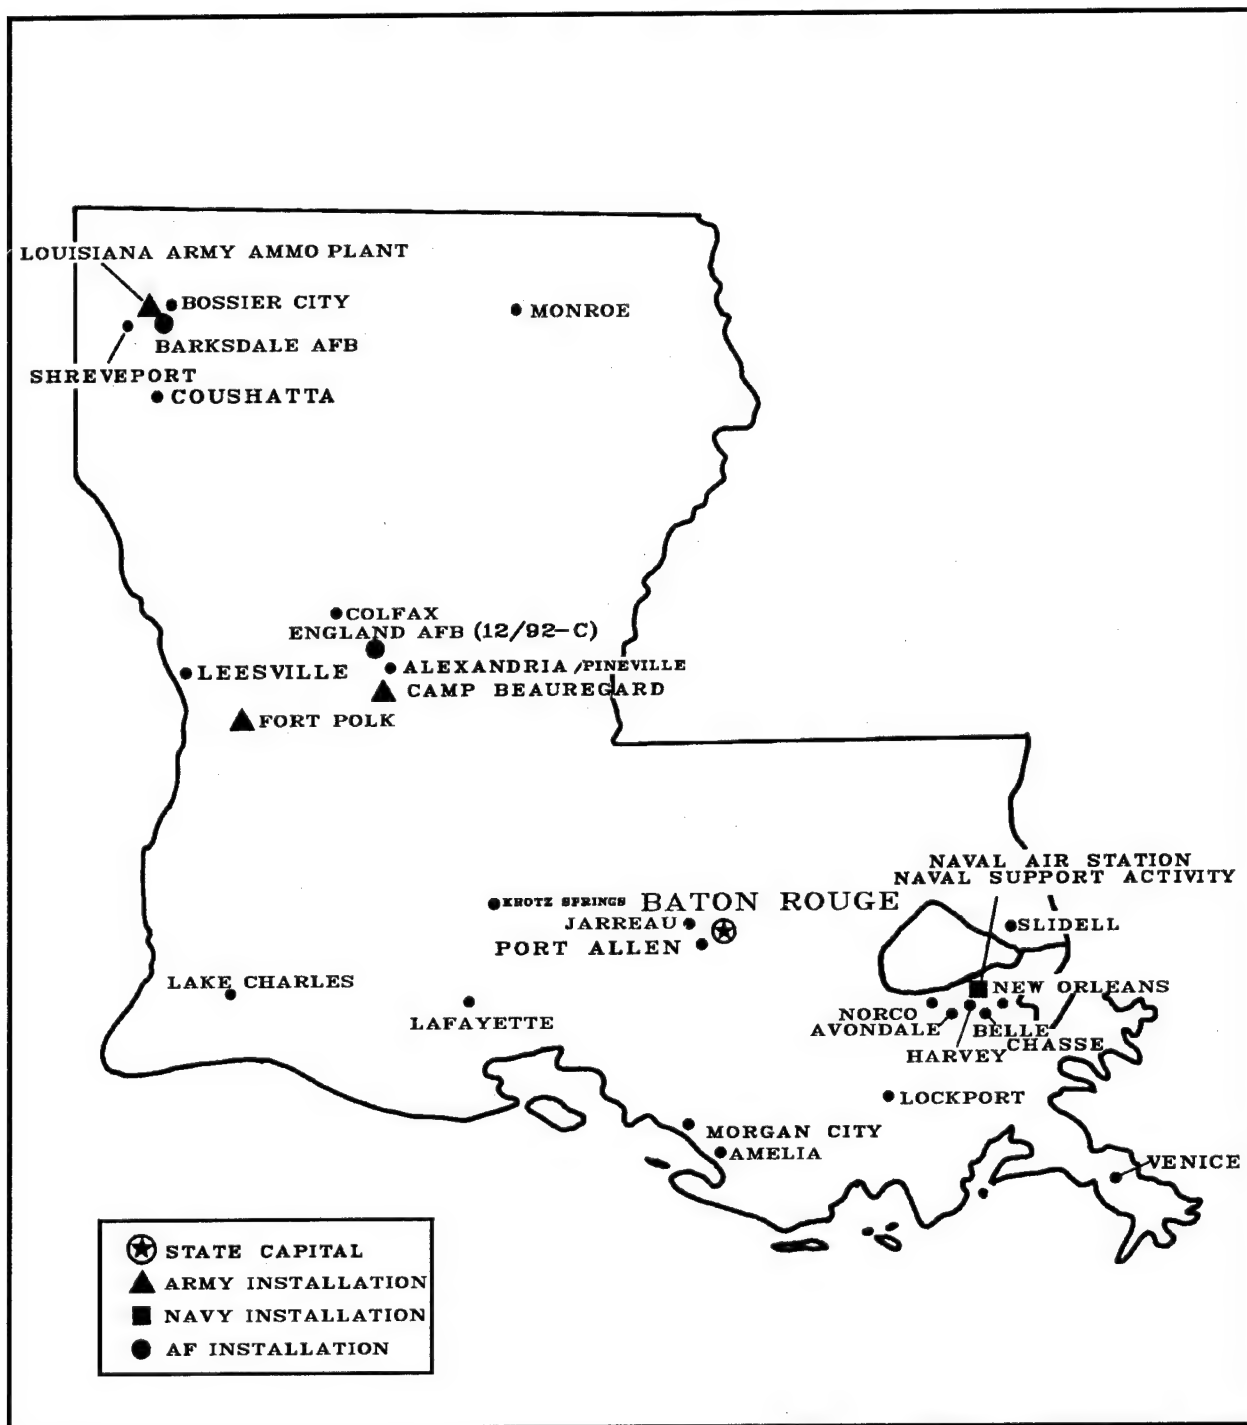 LOUISIANA ARMY AMMO PLANT
BOSSIER CITY
MONROE
BARKSDALE AFB
SHREVEPORT
COUSHATTA
COLFAX
ENGLAND AFB (12/92-C)
ALEXANDRIA /PINEVILLE
LEESVILLE
CAMP BEAUREGARD
FORT POLK
NAVAL AIR STATION
NAVAL SUPPORT ACTIVITY
KROTZ SPRINGS
BATON ROUGE
JARREAU
SLIDELL
PORT ALLEN
LAKE CHARLES
NEW ORLEANS
LAFAYETTE
NORCO
AVONDALE
BELLE
CHASSE
HARVEY
LOCKPORT
MORGAN CITY
AMELIA
VENICE
STATE CAPITAL
ARMY INSTALLATION
NAVY INSTALLATION
AF INSTALLATION